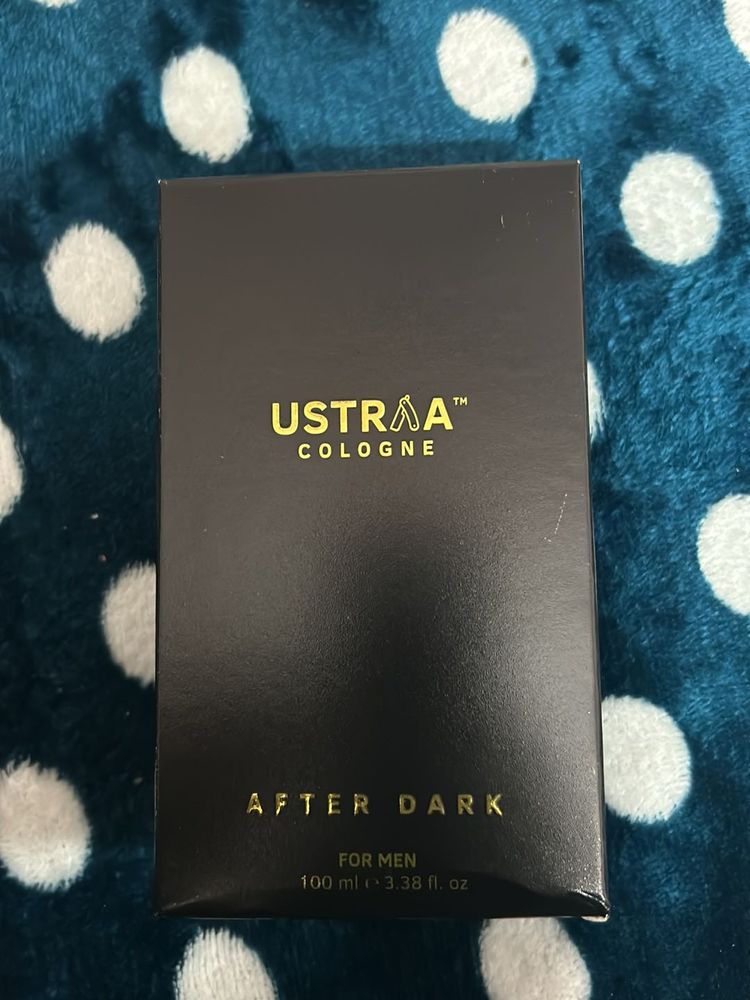 USTRAA™
COLOGNE
AFTER DARK
FOR MEN
100 ml ℮ 3.38 fl. oz